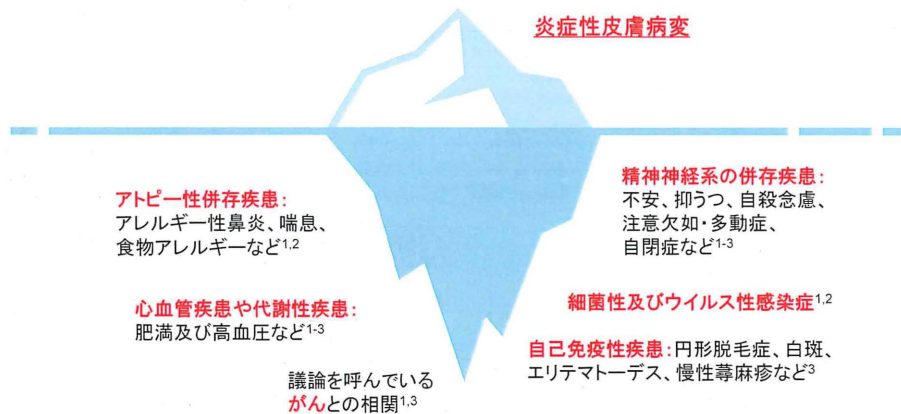 炎症性皮膚病変
アトピー性併存疾患:
アレルギー性鼻炎、喘息、
食物アレルギーなど1,2
精神神経系の併存疾患:
不安、抑うつ、自殺念慮、
注意欠如・多動症、
自閉症など1-3
心血管疾患や代謝性疾患:
肥満及び高血圧など1-3
細菌性及びウイルス性感染症1,2
自己免疫性疾患:円形脱毛症、白斑、
エリテマトーデス、慢性蕁麻疹など3
議論を呼んでいる
がんとの相関1,3